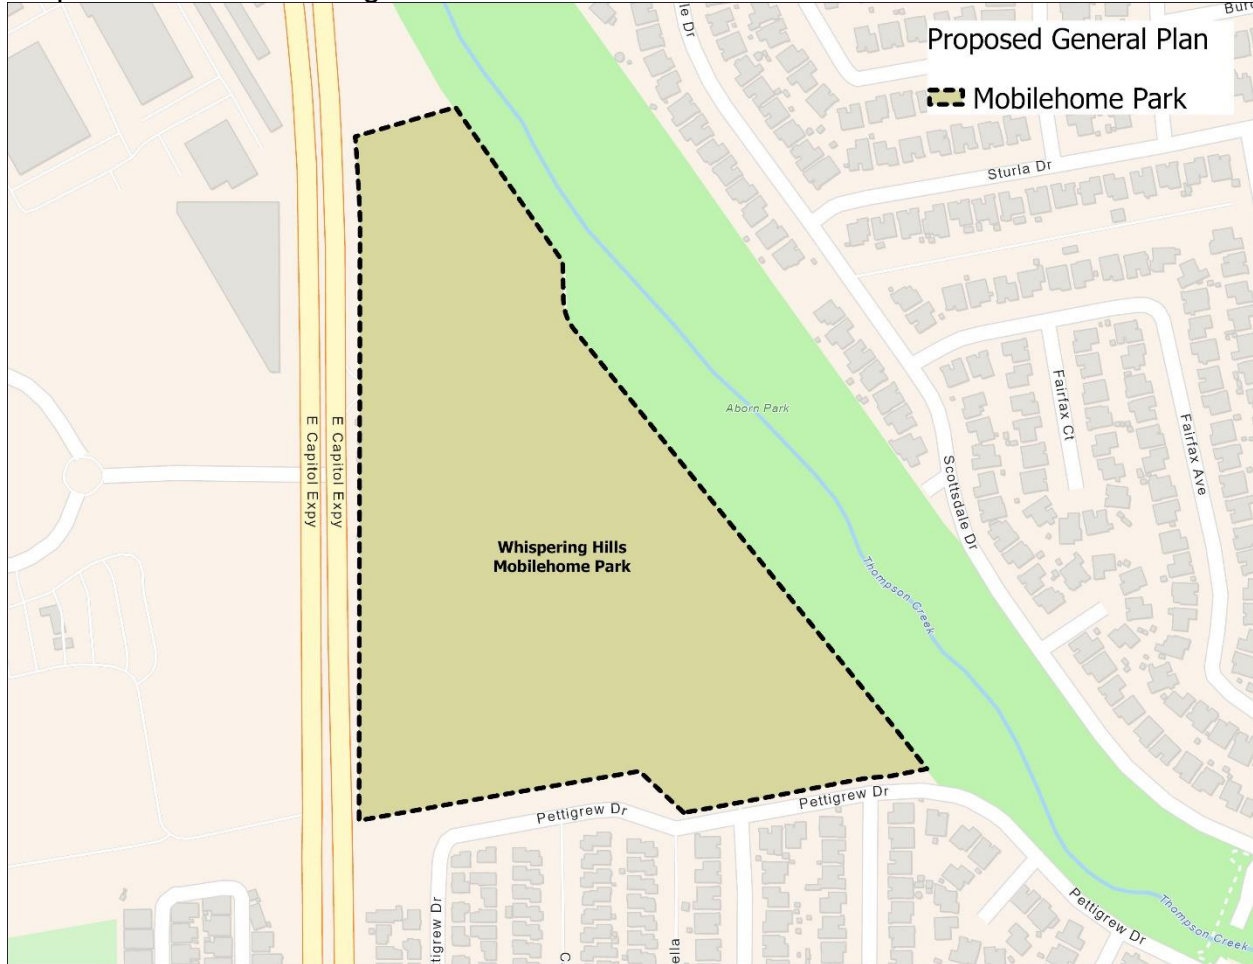 Proposed General Plan
Mobilehome Park
Sturla Dr
Fairfax Ct
Fairfax Ave
Aborn Park
E Capitol Expy
E Capitol Expy
Scottsdale Dr
Whispering Hills
Mobilehome Park
Thompson Creek
Pettigrew Dr
Pettigrew Dr
Pettigrew Dr
Thompson Creek